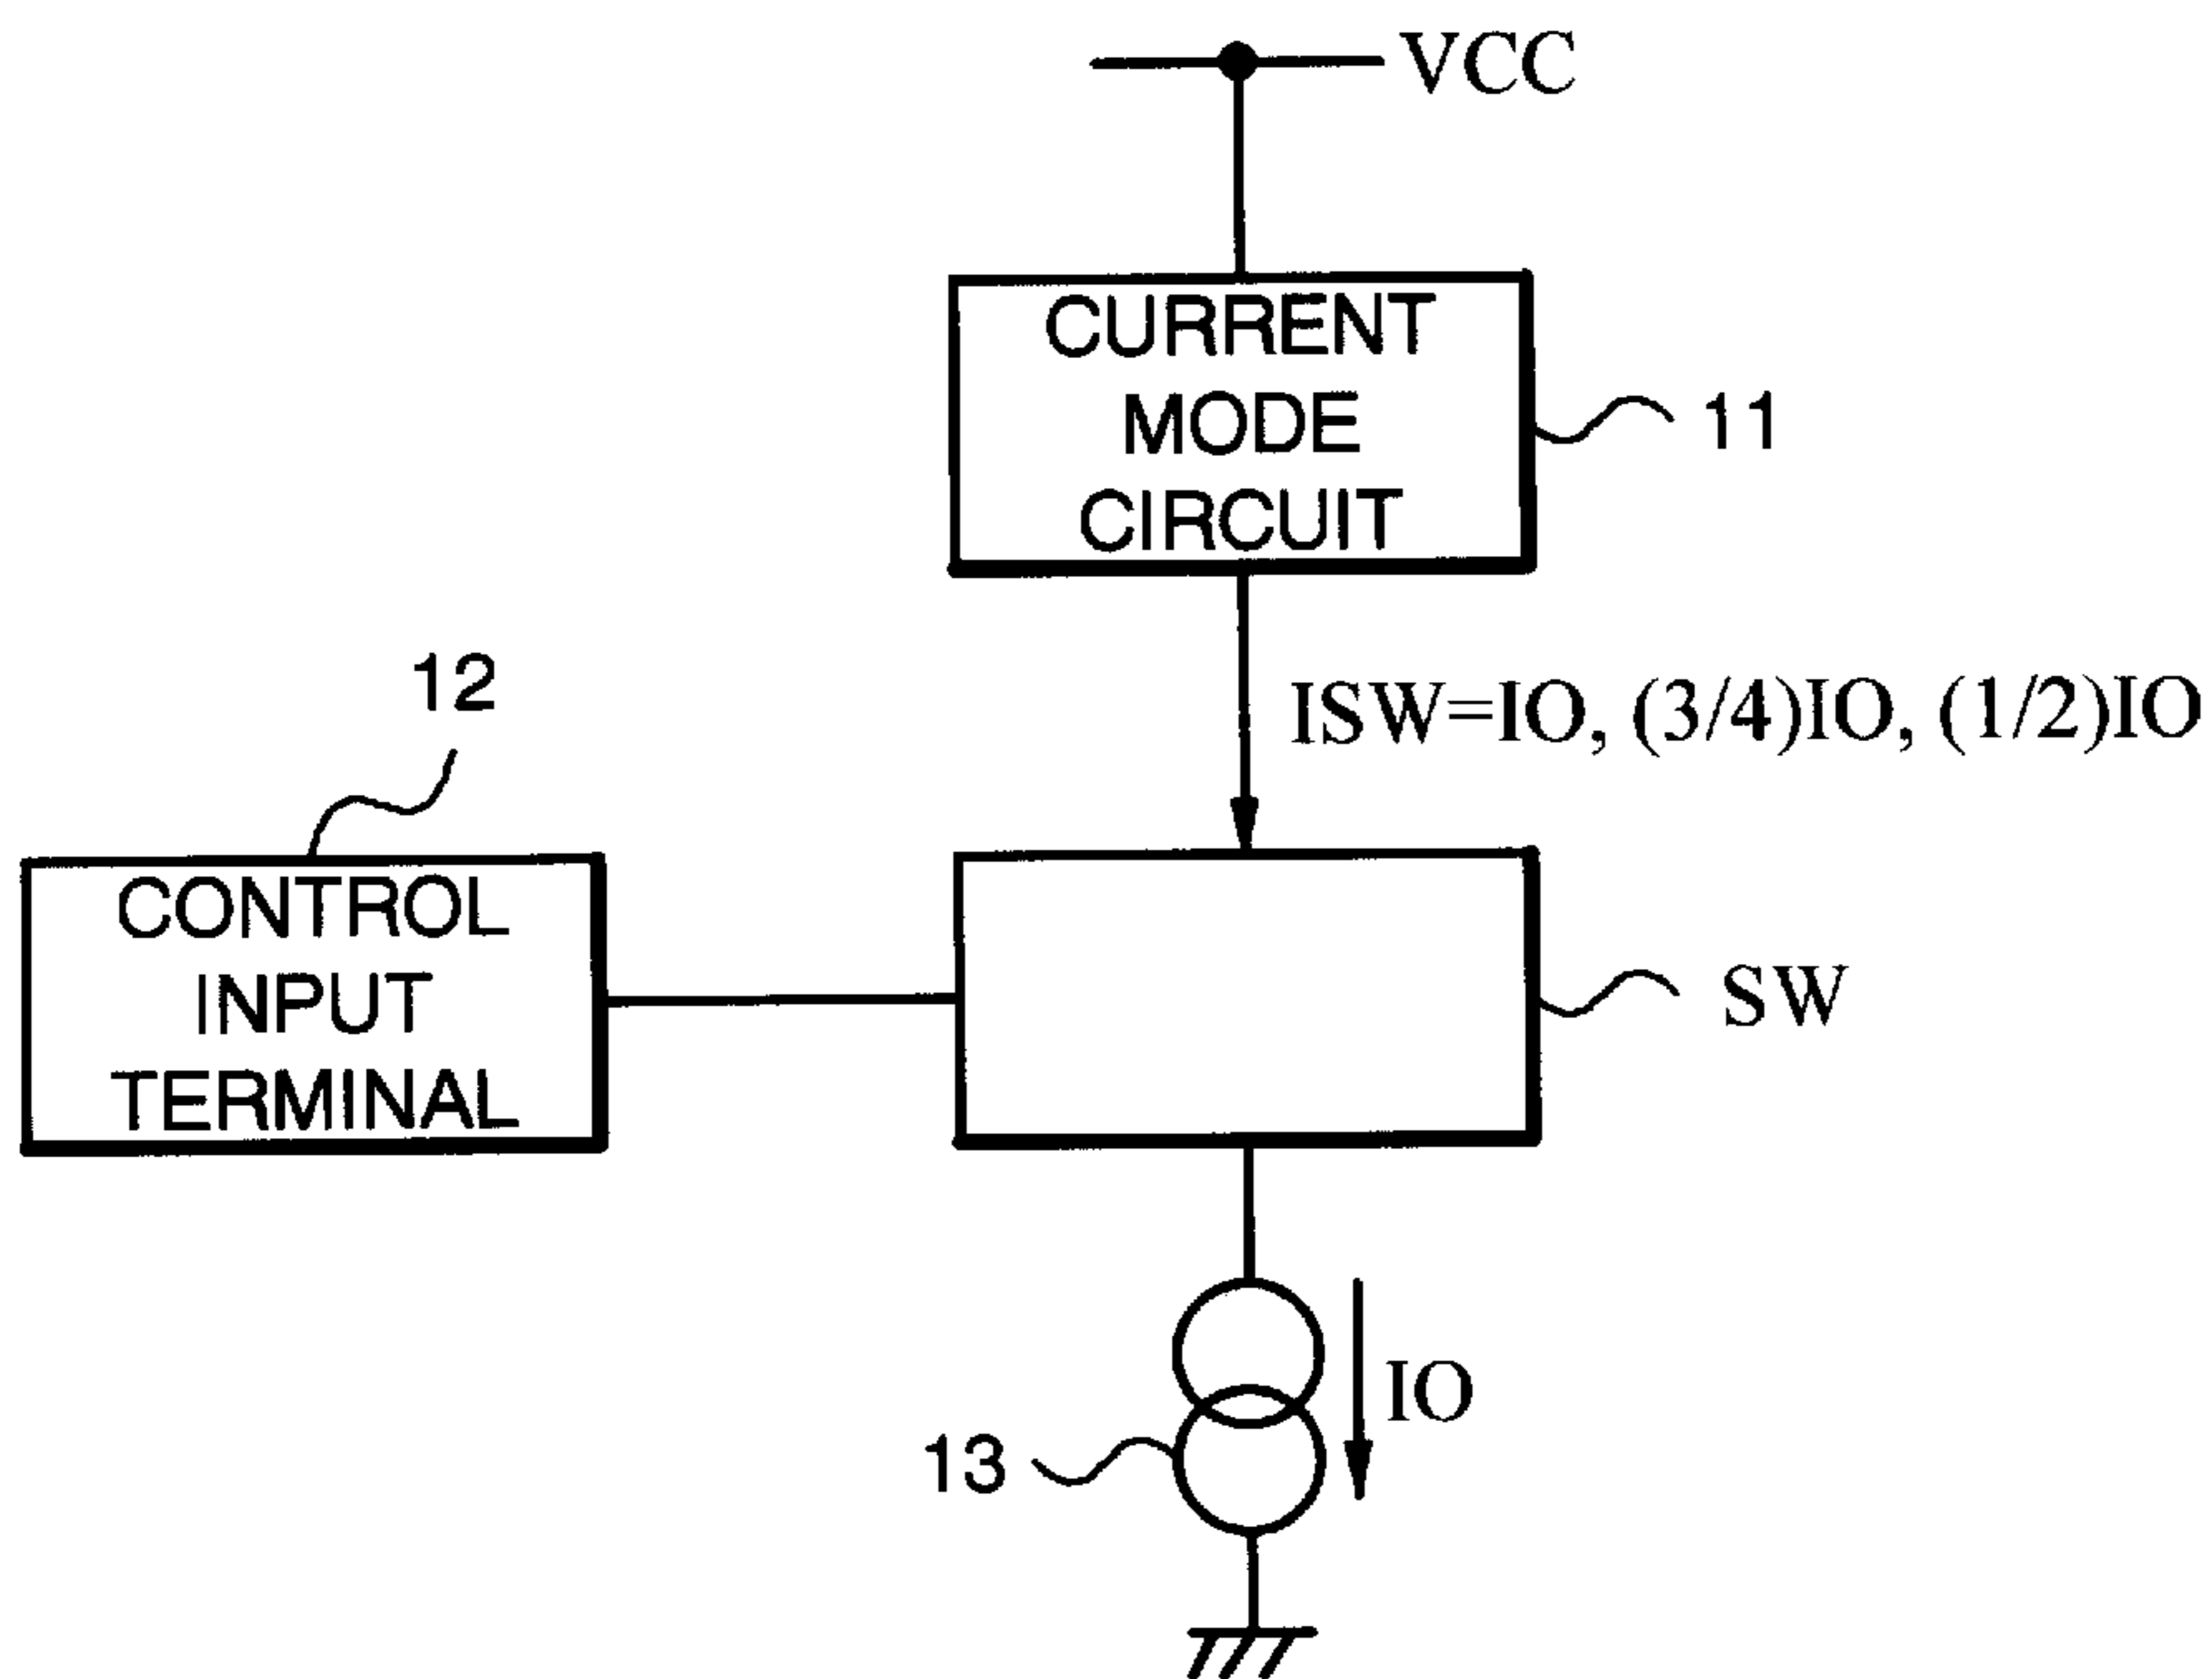 VCC
CURRENT
MODE
CIRCUIT
11
ISW=IO, (3/4)IO, (1/2)IO
12
CONTROL
INPUT
TERMINAL
SW
IO
13